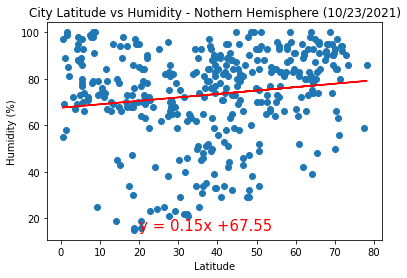 City Latitude vs Humidity - Nothern Hemisphere (10/23/2021)
100
80
60
40
20
Humidity (%)
y = 0.15x +67.55
0 10 20 30 40 50 60 70 80
Latitude